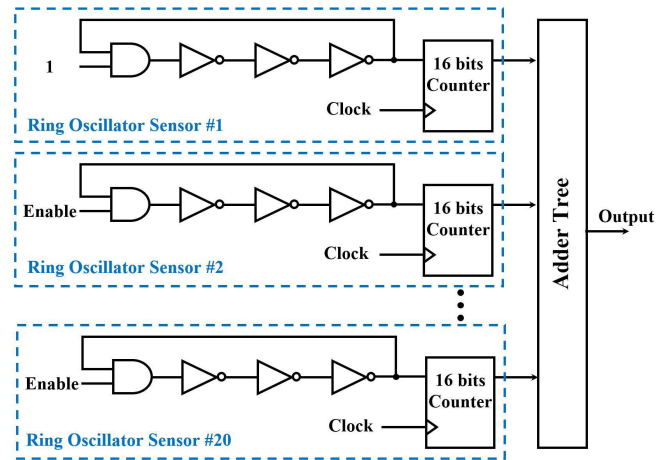 1
16 bits
Counter
Clock
Ring Oscillator Sensor #1
Enable
16 bits
Counter
Clock
Ring Oscillator Sensor #2
Enable
16 bits
Counter
Clock
Ring Oscillator Sensor #20
Adder Tree
Output